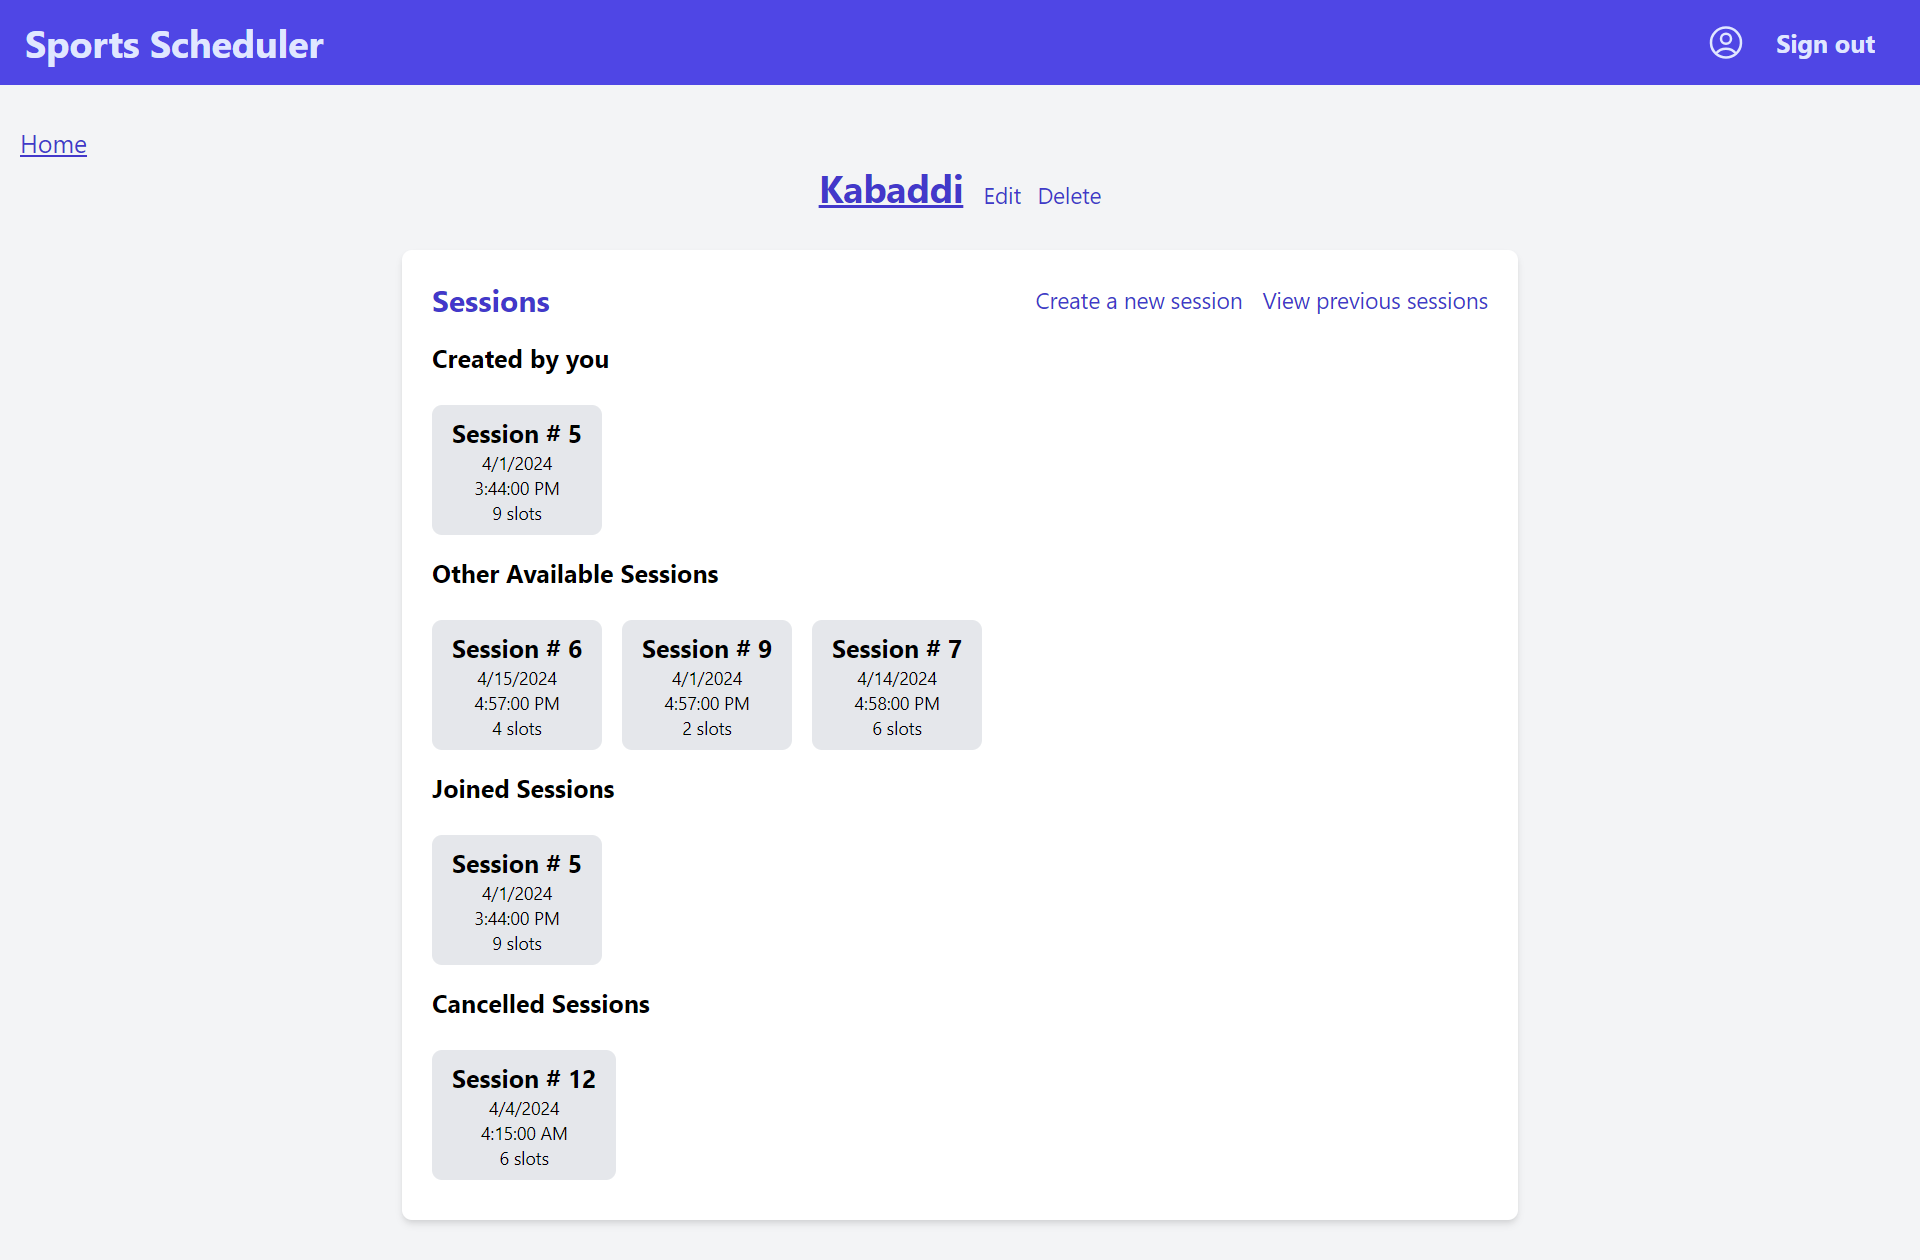 Sports Scheduler
Sign out
Home
Kabaddi Edit Delete
Sessions
Create a new session View previous sessions
Created by you
Session # 5
4/1/2024
3:44:00 PM
9 slots
Other Available Sessions
Session # 6
4/15/2024
4:57:00 PM
4 slots
Session # 9
4/1/2024
4:57:00 PM
2 slots
Session # 7
4/14/2024
4:58:00 PM
6 slots
Joined Sessions
Session # 5
4/1/2024
3:44:00 PM
9 slots
Cancelled Sessions
Session # 12
4/4/2024
4:15:00 AM
6 slots